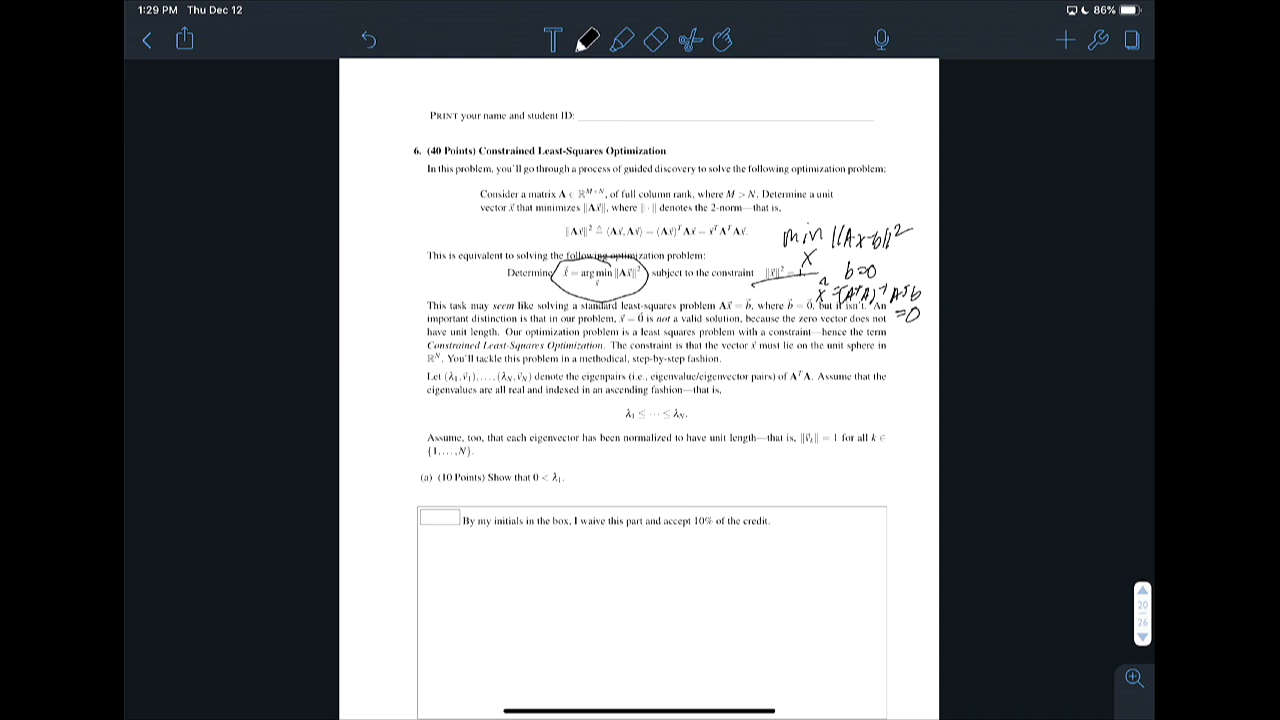 1:29 PM Thu Dec 12
86%
PRINT your name and student ID:
6. (40 Points) Constrained Least-Squares Optimization
In this problem, you'll go through a process of guided discovery to solve the following optimization problem:
Consider a matrix A ∈ ℝ^{M×N}, of full column rank, where M > N. Determine a unit
vector x⃗ that minimizes ‖Ax⃗‖, where ‖·‖ denotes the 2-norm—that is,
‖Ax⃗‖² ≜ ⟨Ax⃗, Ax⃗⟩ = (Ax⃗)ᵀAx⃗ = x⃗ᵀAᵀAx⃗.
min ‖Ax-b‖²
x
This is equivalent to solving the following optimization problem:
Determine x̂ = arg min ‖Ax⃗‖² subject to the constraint ‖x⃗‖² = 1.
x⃗
b=0
x̂ =(AᵀA)⁻¹Aᵀb
=0
This task may seem like solving a standard least-squares problem Ax⃗ = b⃗, where b⃗ = 0⃗, but it isn't. An
important distinction is that in our problem, x⃗ = 0⃗ is not a valid solution, because the zero vector does not
have unit length. Our optimization problem is a least squares problem with a constraint—hence the term
Constrained Least-Squares Optimization. The constraint is that the vector x⃗ must lie on the unit sphere in
ℝᴺ. You'll tackle this problem in a methodical, step-by-step fashion.
Let (λ₁, v⃗₁), . . . , (λ_N, v⃗_N) denote the eigenpairs (i.e., eigenvalue/eigenvector pairs) of AᵀA. Assume that the
eigenvalues are all real and indexed in an ascending fashion—that is,
λ₁ ≤ ··· ≤ λ_N.
Assume, too, that each eigenvector has been normalized to have unit length—that is, ‖v⃗ₖ‖ = 1 for all k ∈
{1, . . . , N}.
(a) (10 Points) Show that 0 < λ₁.
By my initials in the box, I waive this part and accept 10% of the credit.
20
26